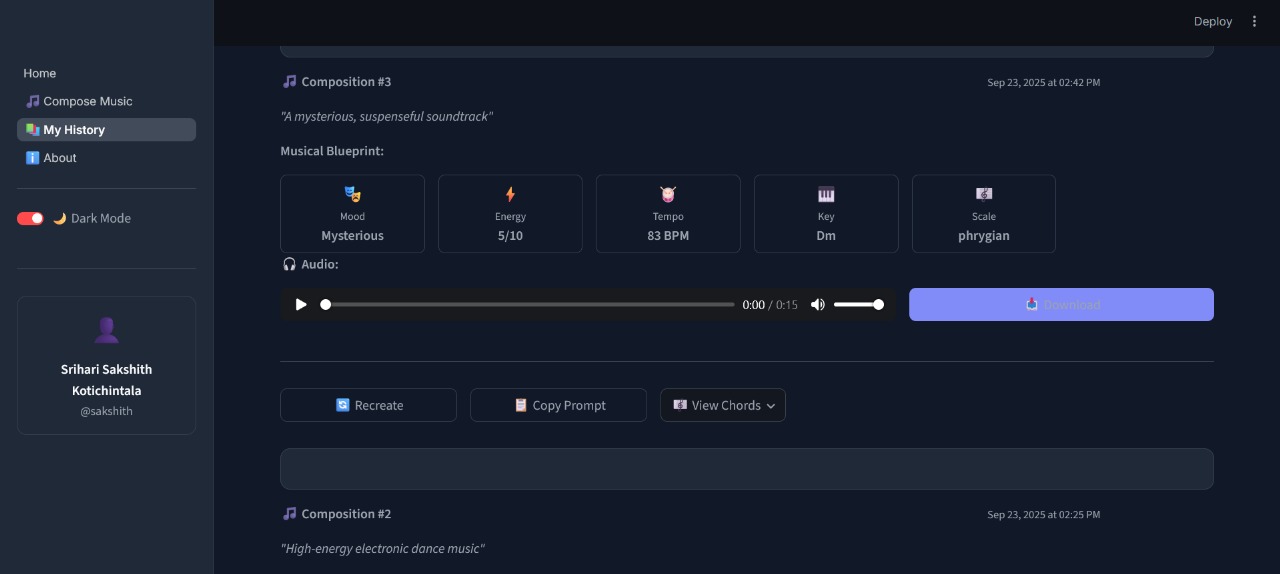 Deploy
Home
Compose Music
My History
About
Dark Mode
Srihari Sakshith
Kotichintala
@sakshith
Composition #3
Sep 23, 2025 at 02:42 PM
"A mysterious, suspenseful soundtrack"
Musical Blueprint:
Mood
Mysterious
Energy
5/10
Tempo
83 BPM
Key
Dm
Scale
phrygian
Audio:
0:00 / 0:15
Download
Recreate
Copy Prompt
View Chords
Composition #2
Sep 23, 2025 at 02:25 PM
"High-energy electronic dance music"